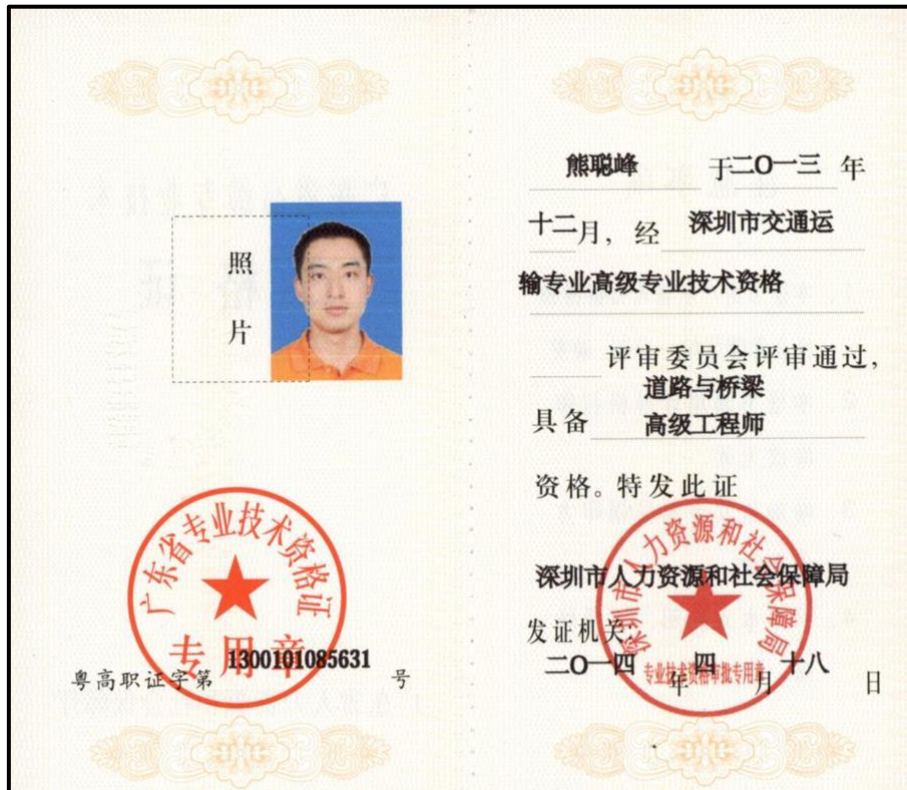 照
片
广东省专业技术资格证
专用章
粤高职证字第 1300101085631 号
熊聪峰 于二〇一三年
十二月，经 深圳市交通运
输专业高级专业技术资格
评审委员会评审通过，
道路与桥梁
具备 高级工程师
资格。特发此证
深圳市人力资源和社会保障局
发证机关：
二〇一四年四月十八日
深圳市人力资源和社会保障局
专业技术资格审批专用章